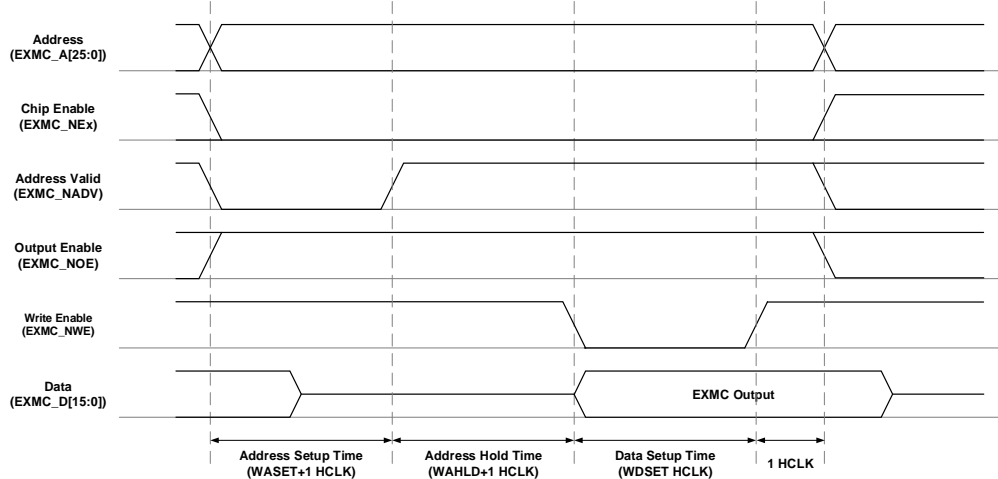 Address
(EXMC_A[25:0])
Chip Enable
(EXMC_NEx)
Address Valid
(EXMC_NADV)
Output Enable
(EXMC_NOE)
Write Enable
(EXMC_NWE)
Data
(EXMC_D[15:0])
EXMC Output
Address Setup Time
(WASET+1 HCLK)
Address Hold Time
(WAHLD+1 HCLK)
Data Setup Time
(WDSET HCLK)
1 HCLK